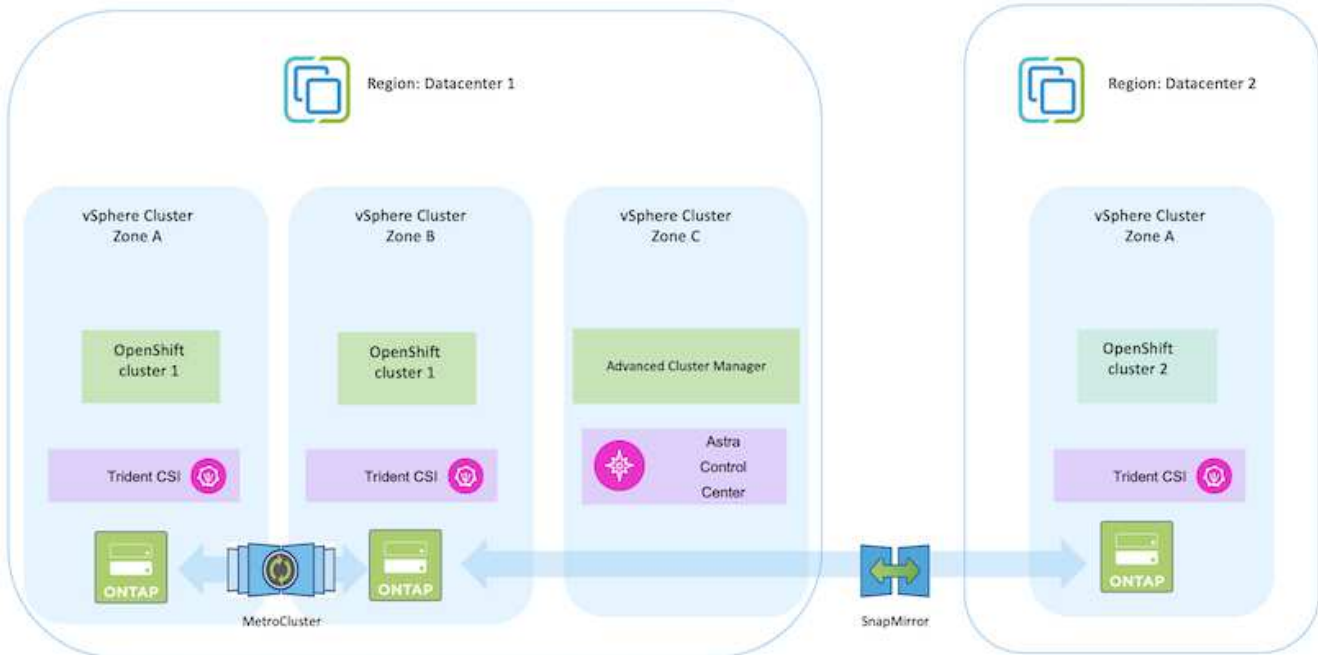 Region: Datacenter 1
Region: Datacenter 2
vSphere Cluster
Zone A
vSphere Cluster
Zone B
vSphere Cluster
Zone C
vSphere Cluster
Zone A
OpenShift
cluster 1
OpenShift
cluster 1
Advanced Cluster Manager
OpenShift
cluster 2
Trident CSI
Trident CSI
Astra
Control
Center
Trident CSI
ONTAP
ONTAP
ONTAP
MetroCluster
SnapMirror